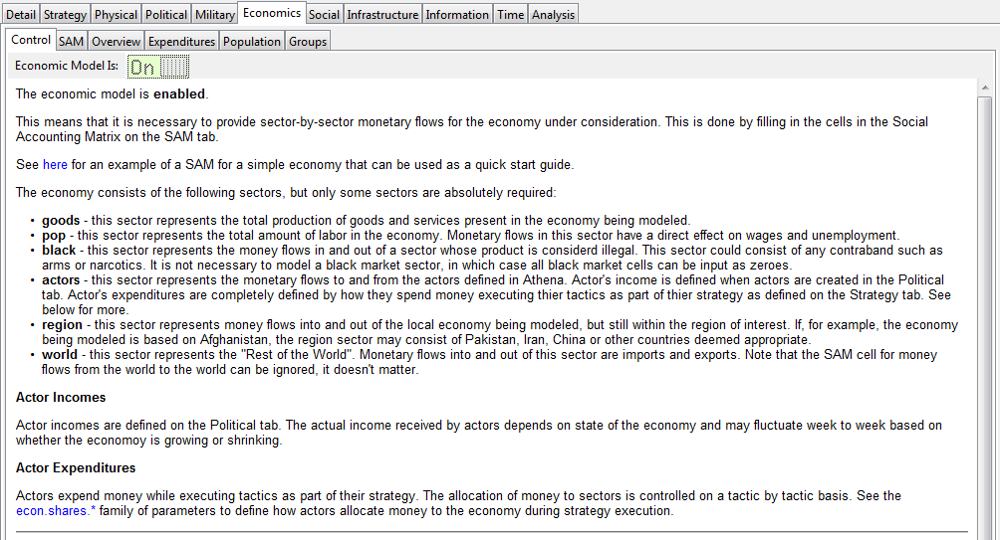 Detail Strategy Physical Political Military Economics Social Infrastructure Information Time Analysis
Control SAM Overview Expenditures Population Groups
Economic Model Is: On
The economic model is enabled.
This means that it is necessary to provide sector-by-sector monetary flows for the economy under consideration. This is done by filling in the cells in the Social
Accounting Matrix on the SAM tab.
See here for an example of a SAM for a simple economy that can be used as a quick start guide.
The economy consists of the following sectors, but only some sectors are absolutely required:
• goods - this sector represents the total production of goods and services present in the economy being modeled.
• pop - this sector represents the total amount of labor in the economy. Monetary flows in this sector have a direct effect on wages and unemployment.
• black - this sector represents the money flows in and out of a sector whose product is considerd illegal. This sector could consist of any contraband such as
arms or narcotics. It is not necessary to model a black market sector, in which case all black market cells can be input as zeroes.
• actors - this sector represents the monetary flows to and from the actors defined in Athena. Actor's income is defined when actors are created in the Political
tab. Actor's expenditures are completely defined by how they spend money executing thier tactics as part of thier strategy as defined on the Strategy tab. See
below for more.
• region - this sector represents money flows into and out of the local economy being modeled, but still within the region of interest. If, for example, the economy
being modeled is based on Afghanistan, the region sector may consist of Pakistan, Iran, China or other countries deemed appropriate.
• world - this sector represents the "Rest of the World". Monetary flows into and out of this sector are imports and exports. Note that the SAM cell for money
flows from the world to the world can be ignored, it doesn't matter.
Actor Incomes
Actor incomes are defined on the Political tab. The actual income received by actors depends on state of the economy and may fluctuate week to week based on
whether the economoy is growing or shrinking.
Actor Expenditures
Actors expend money while executing tactics as part of their strategy. The allocation of money to sectors is controlled on a tactic by tactic basis. See the
econ.shares.* family of parameters to define how actors allocate money to the economy during strategy execution.